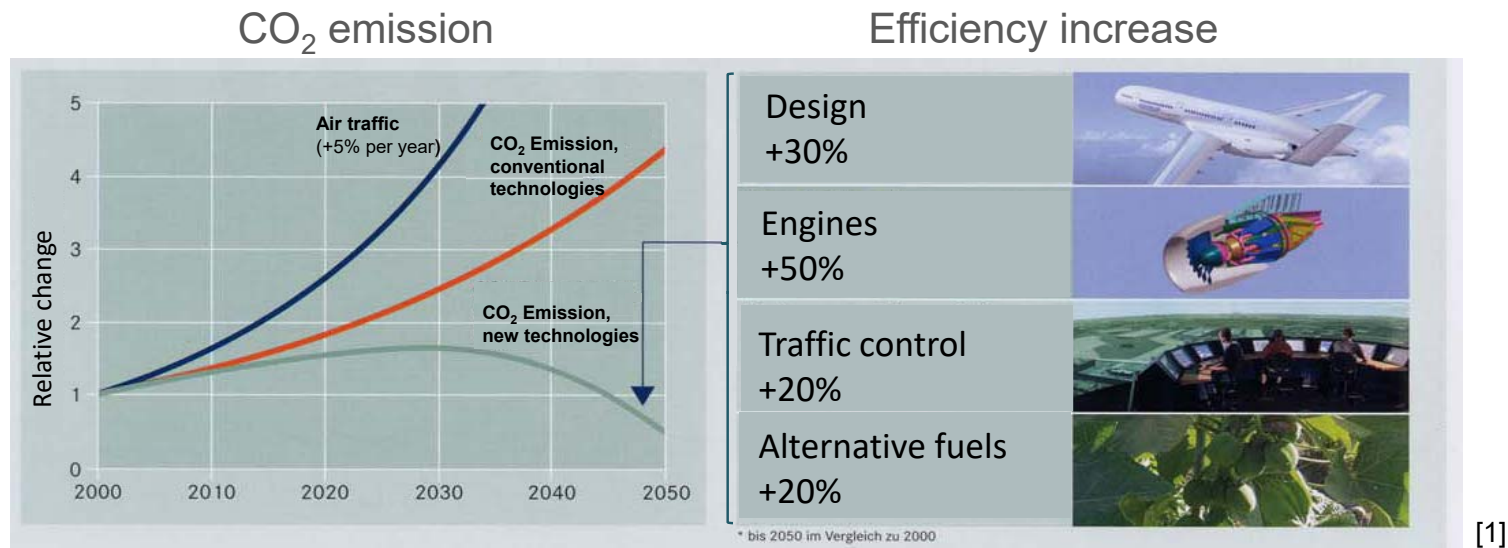 CO₂ emission
Efficiency increase
Relative change
5
4
3
2
1
0
2000
2010
2020
2030
2040
2050
Air traffic
(+5% per year)
CO₂ Emission,
conventional
technologies
CO₂ Emission,
new technologies
Design
+30%
Engines
+50%
Traffic control
+20%
Alternative fuels
+20%
* bis 2050 im Vergleich zu 2000
[1]